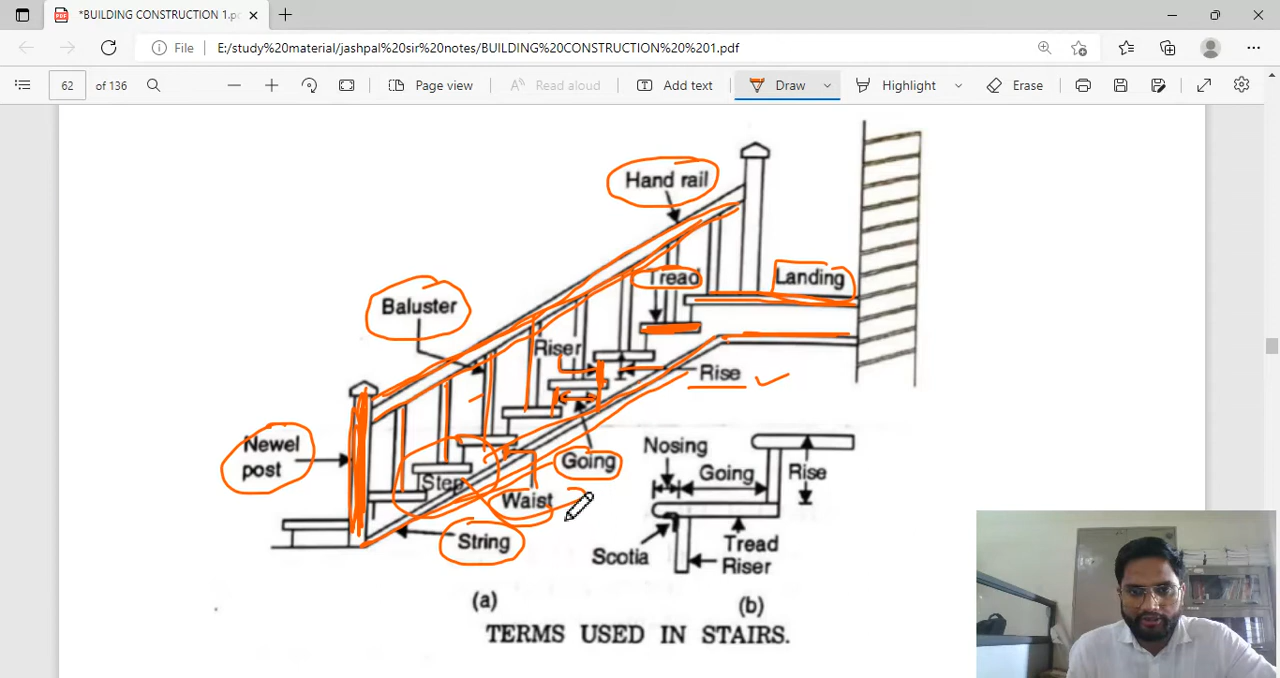 *BUILDING CONSTRUCTION 1.pd
File
E:/study%20material/jashpal%20sir%20notes/BUILDING%20CONSTRUCTION%20%201.pdf
62 of 136
Page view
Read aloud
Add text
Draw
Highlight
Erase
Hand rail
Tread
Landing
Baluster
Riser
Rise
Newel
post
Step
Going
Waist
String
Nosing
Going
Rise
Scotia
Tread
Riser
(a)
(b)
TERMS USED IN STAIRS.